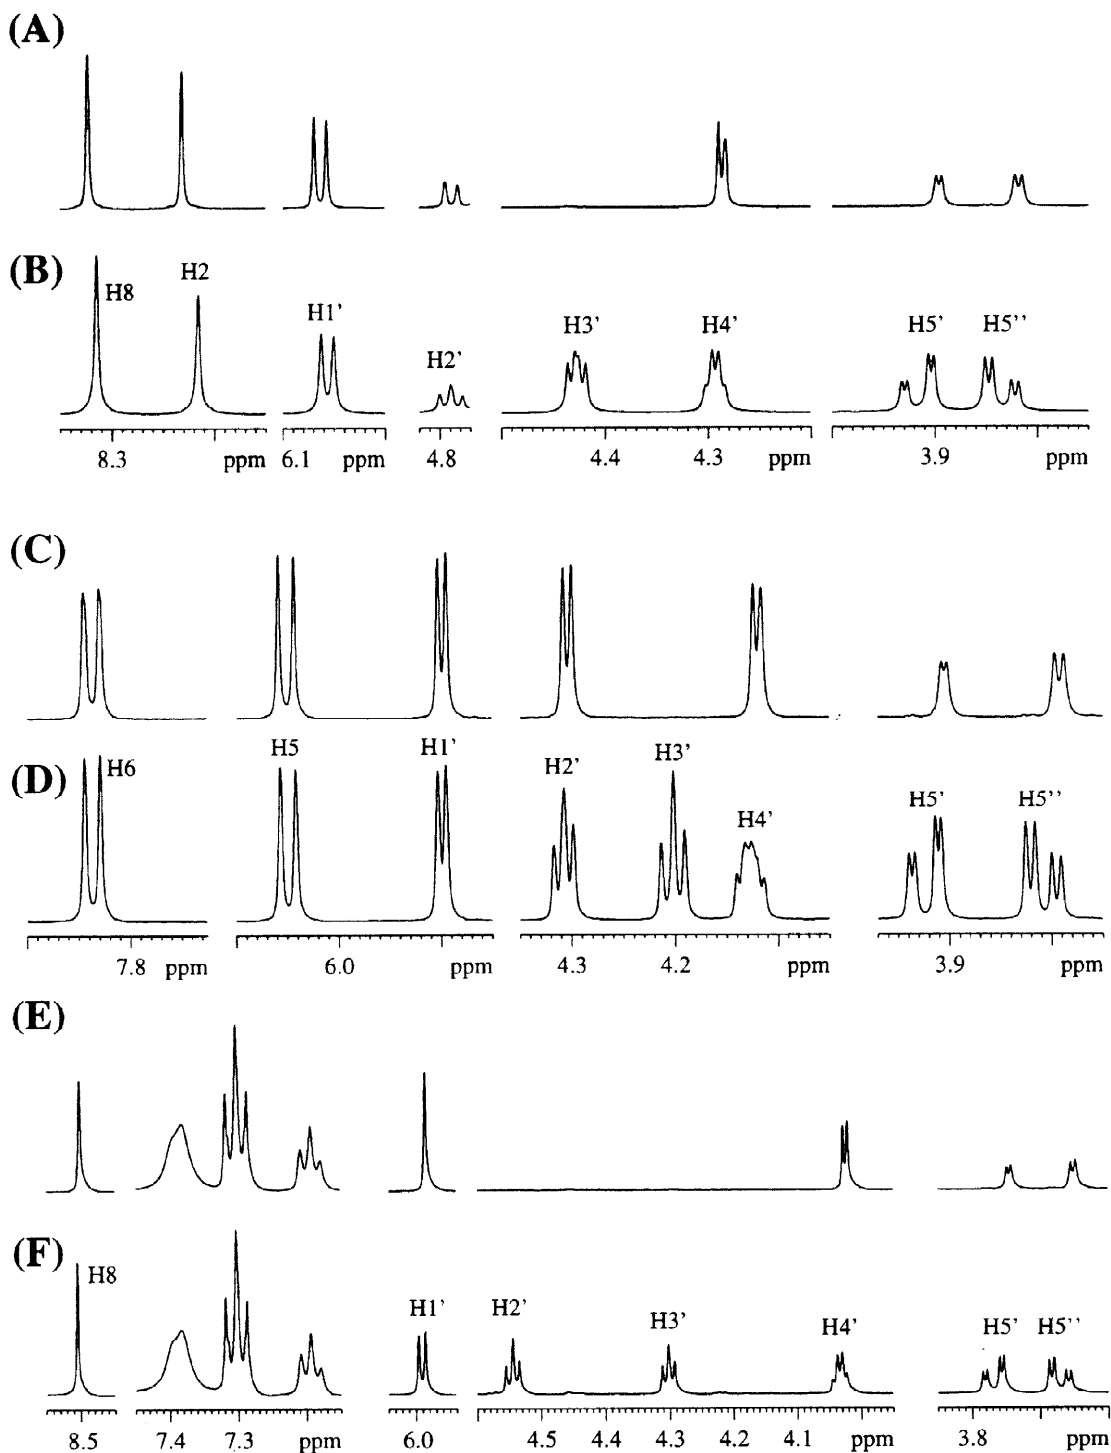 (A)
(B)
H8
H2
H1’
H2’
H3’
H4’
H5’
H5’’
8.3 ppm
6.1 ppm
4.8
4.4 4.3 ppm
3.9 ppm
(C)
(D)
H6
H5
H1’
H2’
H3’
H4’
H5’
H5’’
7.8 ppm
6.0 ppm
4.3 4.2 ppm
3.9 ppm
(E)
(F)
H8
H1’
H2’
H3’
H4’
H5’
H5’’
8.5
7.4 7.3 ppm
6.0
4.5 4.4 4.3 4.2 4.1 ppm
3.8 ppm